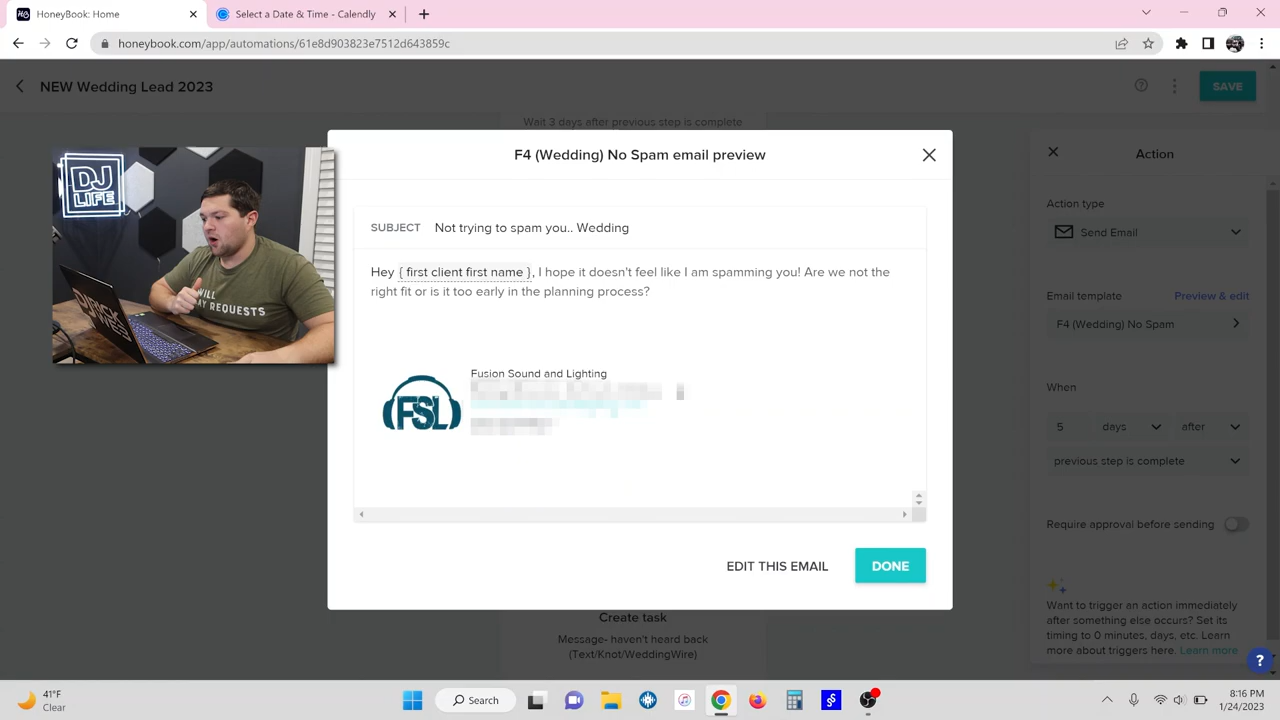 HoneyBook: Home
Select a Date & Time - Calendly
honeybook.com/app/automations/61e8d903823e7512d643859c
NEW Wedding Lead 2023
SAVE
Wait 3 days after previous step is complete
F4 (Wedding) No Spam email preview
SUBJECT Not trying to spam you.. Wedding
Hey { first client first name }, I hope it doesn't feel like I am spamming you! Are we not the
right fit or is it too early in the planning process?
FSL
Fusion Sound and Lighting
EDIT THIS EMAIL
DONE
Create task
Message- haven't heard back
(Text/Knot/WeddingWire)
Action
Action type
Send Email
Email template Preview & edit
F4 (Wedding) No Spam
When
5 days after
previous step is complete
Require approval before sending
Want to trigger an action immediately
after something else occurs? Set its
timing to 0 minutes, days, etc. Learn
more about triggers here. Learn more
DJ
LIFE
41°F
Clear
Search
8:16 PM
1/24/2023